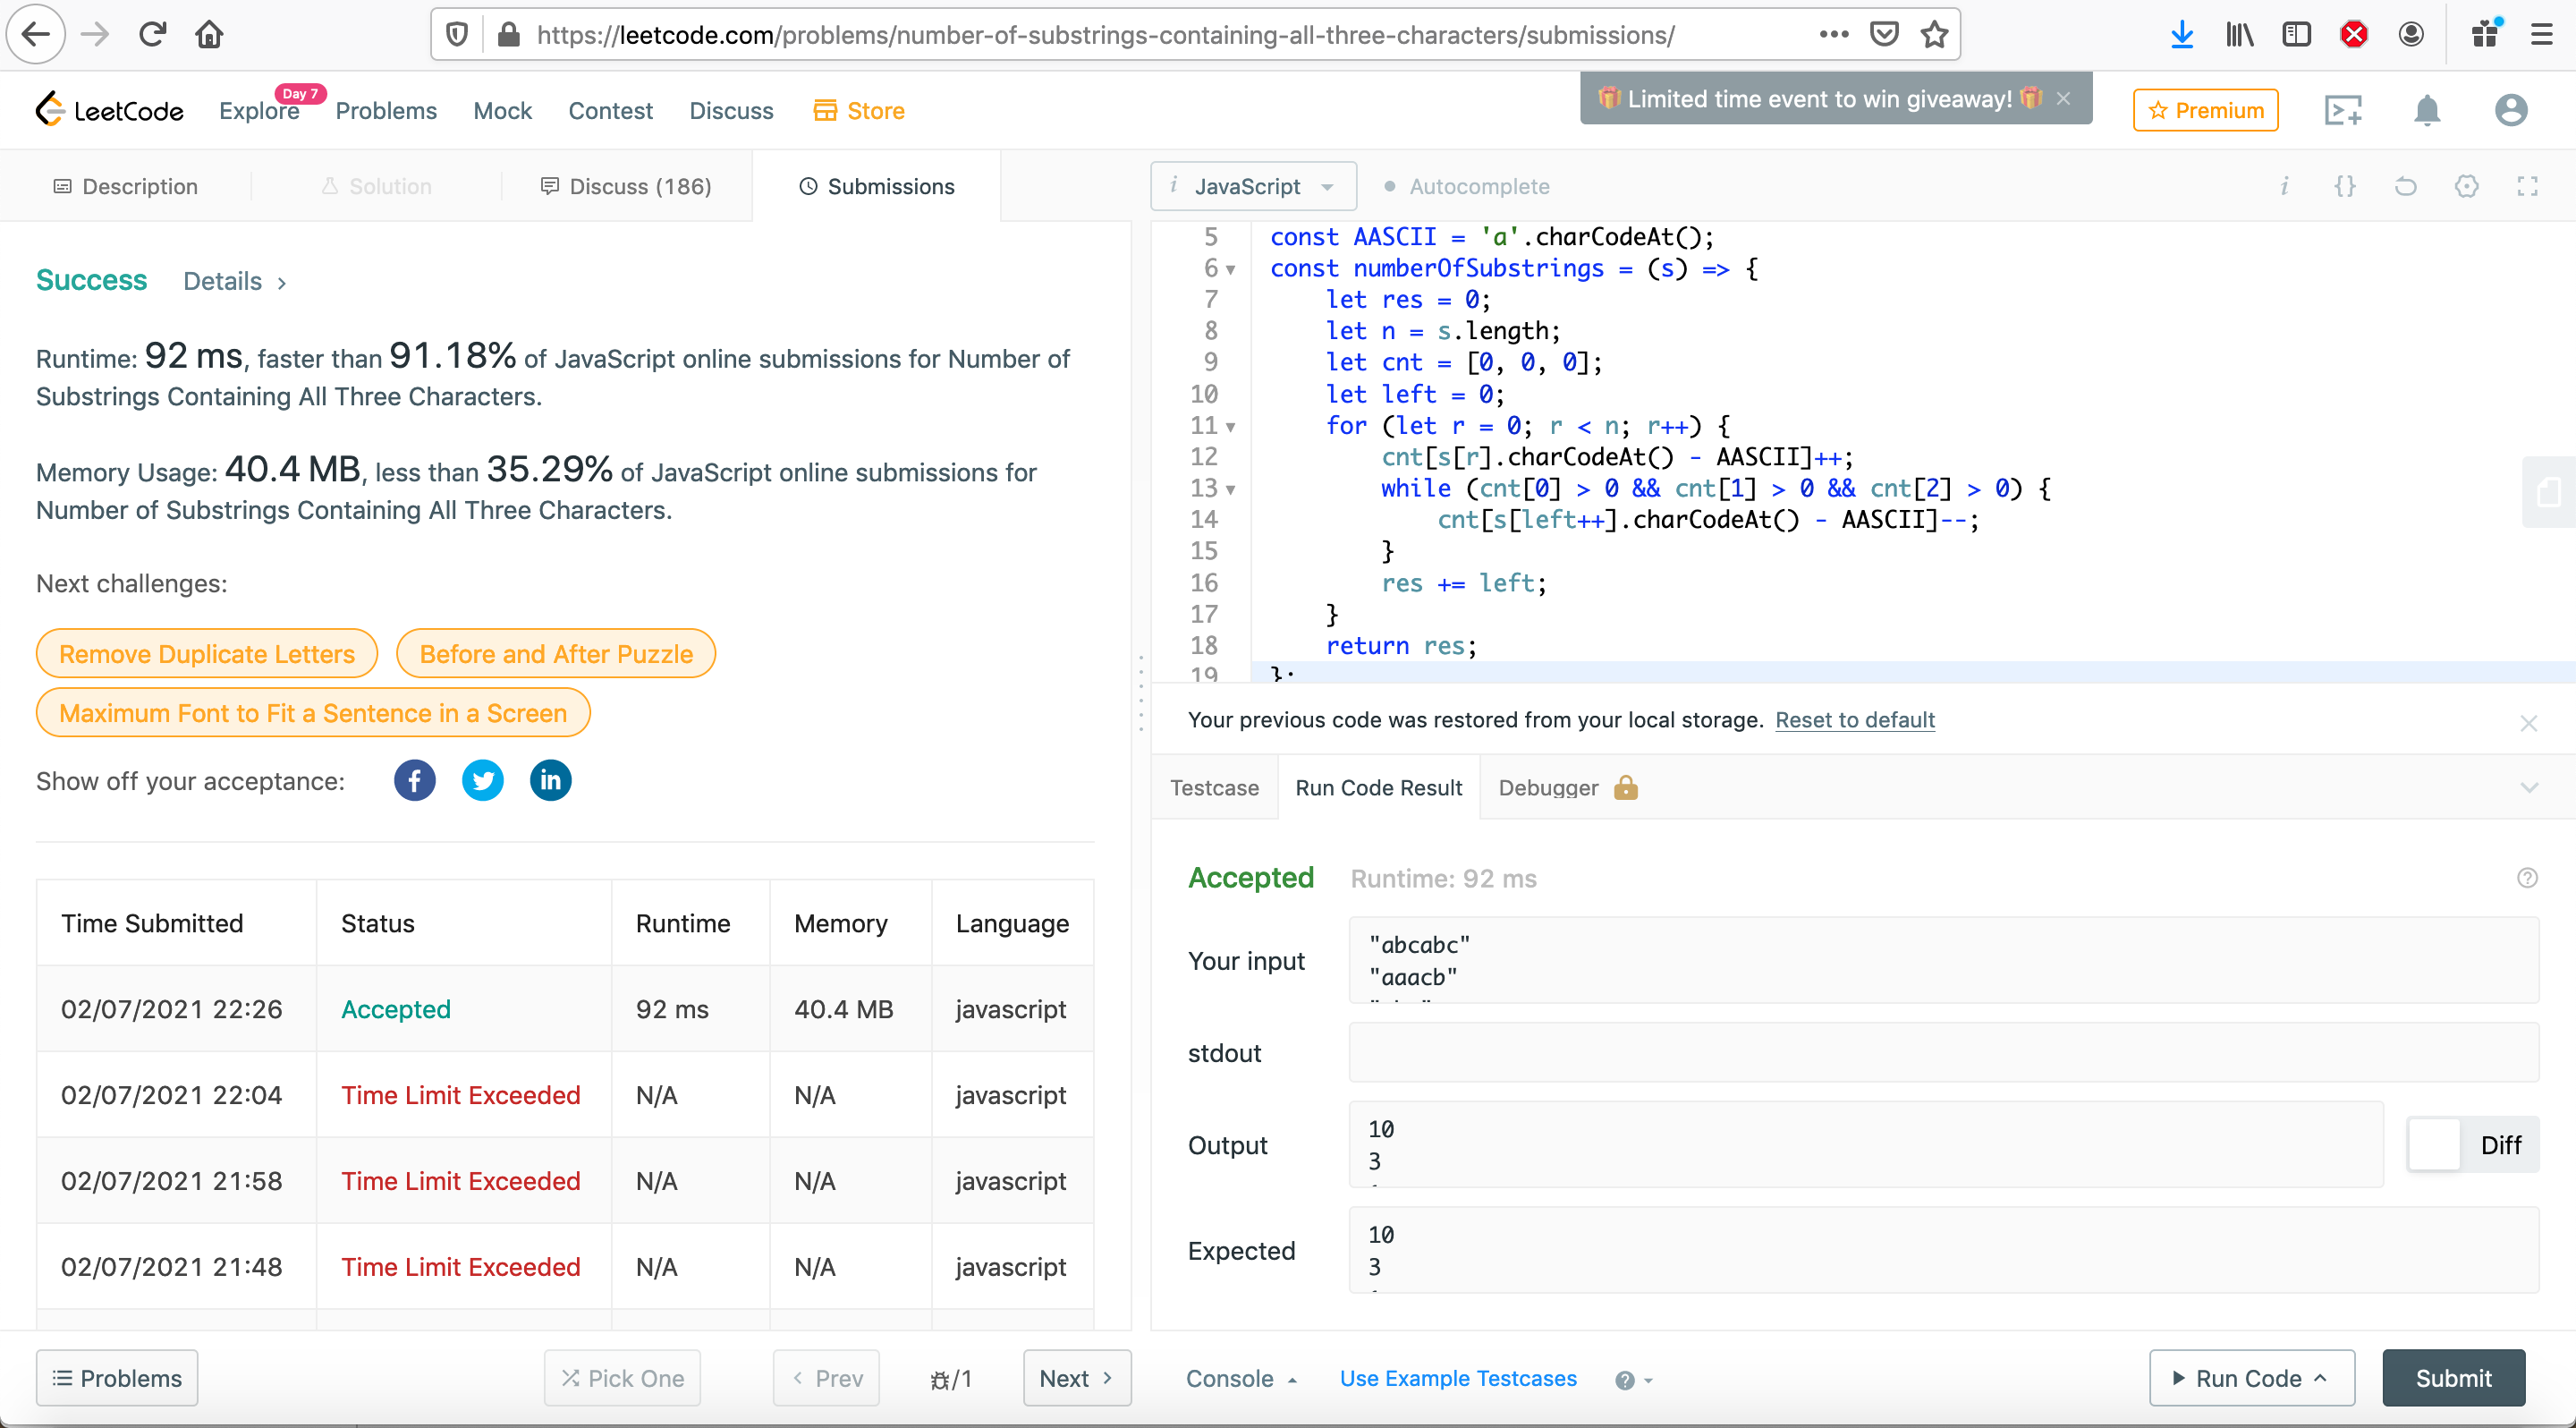 https://leetcode.com/problems/number-of-substrings-containing-all-three-characters/submissions/
LeetCode
Explore
Day 7
Problems
Mock
Contest
Discuss
Store
Limited time event to win giveaway!
Premium
Description
Solution
Discuss (186)
Submissions
Success
Details
Runtime: 92 ms, faster than 91.18% of JavaScript online submissions for Number of
Substrings Containing All Three Characters.
Memory Usage: 40.4 MB, less than 35.29% of JavaScript online submissions for
Number of Substrings Containing All Three Characters.
Next challenges:
Remove Duplicate Letters
Before and After Puzzle
Maximum Font to Fit a Sentence in a Screen
Show off your acceptance:
Time Submitted Status Runtime Memory Language
02/07/2021 22:26 Accepted 92 ms 40.4 MB javascript
02/07/2021 22:04 Time Limit Exceeded N/A N/A javascript
02/07/2021 21:58 Time Limit Exceeded N/A N/A javascript
02/07/2021 21:48 Time Limit Exceeded N/A N/A javascript
Problems
Pick One
Prev
/1
Next
i JavaScript
Autocomplete
5 const AASCII = 'a'.charCodeAt();
6 const numberOfSubstrings = (s) => {
7 let res = 0;
8 let n = s.length;
9 let cnt = [0, 0, 0];
10 let left = 0;
11 for (let r = 0; r < n; r++) {
12 cnt[s[r].charCodeAt() - AASCII]++;
13 while (cnt[0] > 0 && cnt[1] > 0 && cnt[2] > 0) {
14 cnt[s[left++].charCodeAt() - AASCII]--;
15 }
16 res += left;
17 }
18 return res;
19 };
Your previous code was restored from your local storage. Reset to default
Testcase
Run Code Result
Debugger
Accepted
Runtime: 92 ms
Your input
"abcabc"
"aaacb"
stdout
Output
10
3
Diff
Expected
10
3
Console
Use Example Testcases
Run Code
Submit